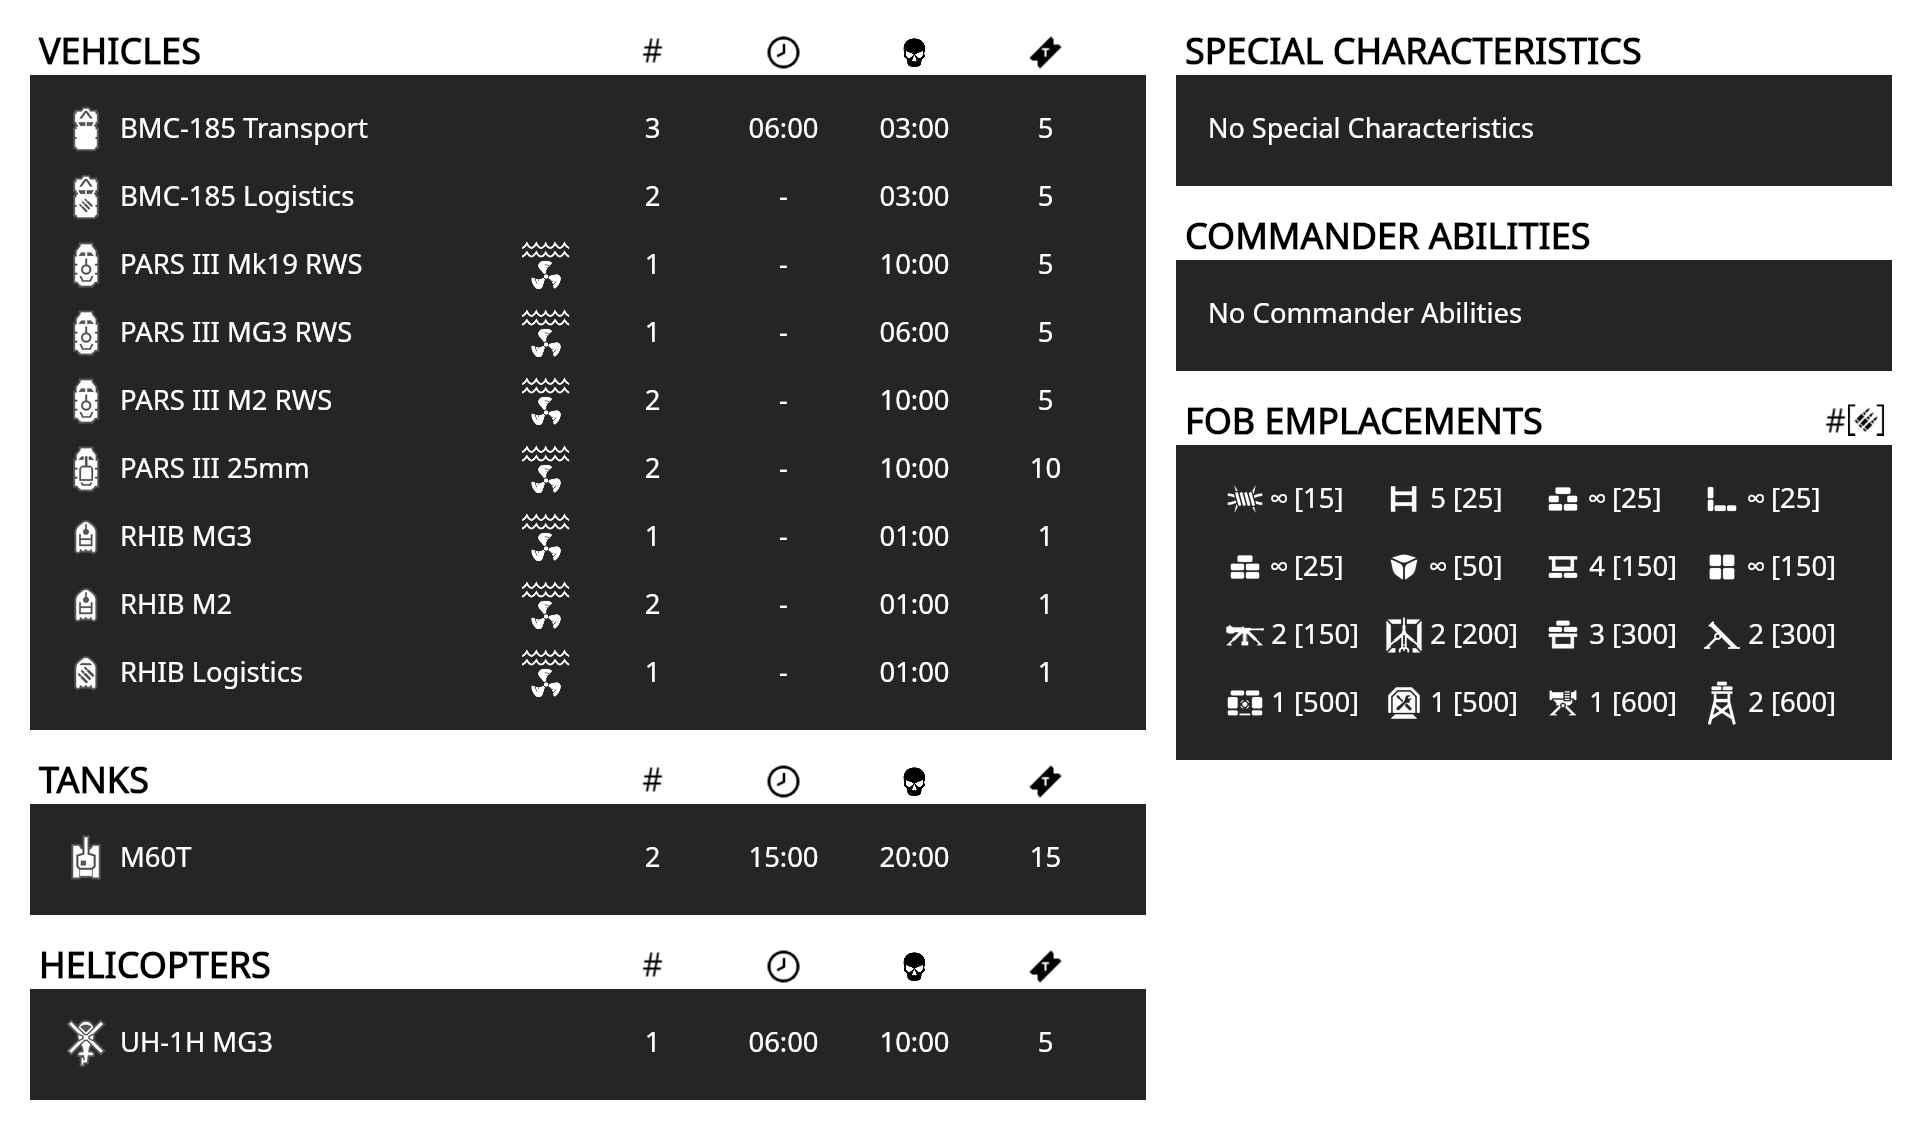 VEHICLES #
BMC-185 Transport 3 06:00 03:00 5
BMC-185 Logistics 2 - 03:00 5
PARS III Mk19 RWS 1 - 10:00 5
PARS III MG3 RWS 1 - 06:00 5
PARS III M2 RWS 2 - 10:00 5
PARS III 25mm 2 - 10:00 10
RHIB MG3 1 - 01:00 1
RHIB M2 2 - 01:00 1
RHIB Logistics 1 - 01:00 1
TANKS #
M60T 2 15:00 20:00 15
HELICOPTERS #
UH-1H MG3 1 06:00 10:00 5
SPECIAL CHARACTERISTICS
No Special Characteristics
COMMANDER ABILITIES
No Commander Abilities
FOB EMPLACEMENTS #[]
∞ [15] 5 [25] ∞ [25] ∞ [25]
∞ [25] ∞ [50] 4 [150] ∞ [150]
2 [150] 2 [200] 3 [300] 2 [300]
1 [500] 1 [500] 1 [600] 2 [600]